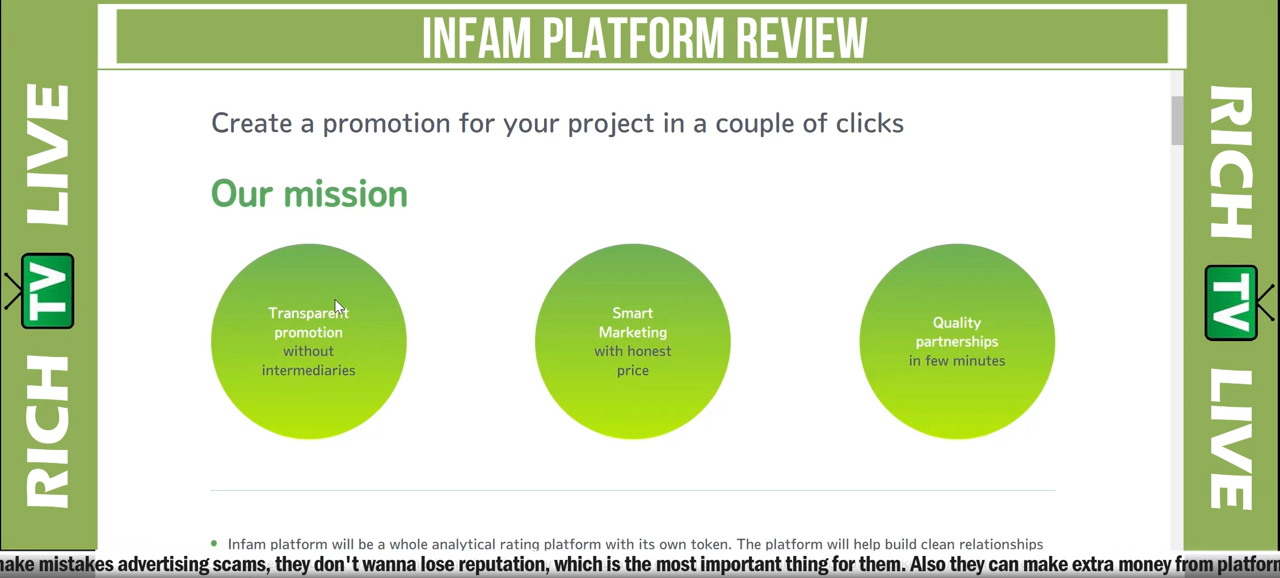 INFAM PLATFORM REVIEW
RICH TV LIVE
Create a promotion for your project in a couple of clicks
Our mission
Transparent
promotion
without
intermediaries
Smart
Marketing
with honest
price
Quality
partnerships
in few minutes
Infam platform will be a whole analytical rating platform with its own token. The platform will help build clean relationships
RICH TV LIVE
make mistakes advertising scams, they don't wanna lose reputation, which is the most important thing for them. Also they can make extra money from platform